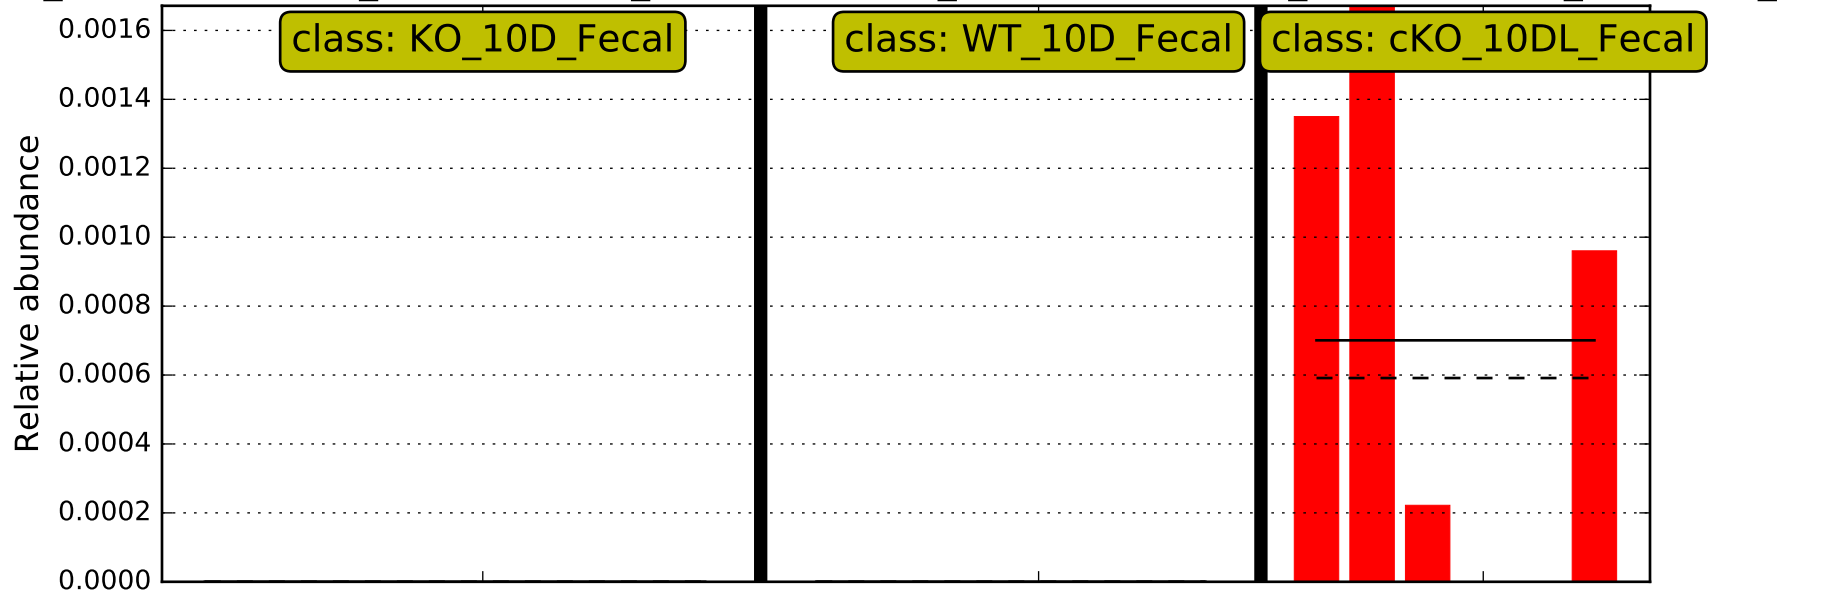 class: KO_10D_Fecal
class: WT_10D_Fecal
class: cKO_10DL_Fecal
Relative abundance
0.0016
0.0014
0.0012
0.0010
0.0008
0.0006
0.0004
0.0002
0.0000